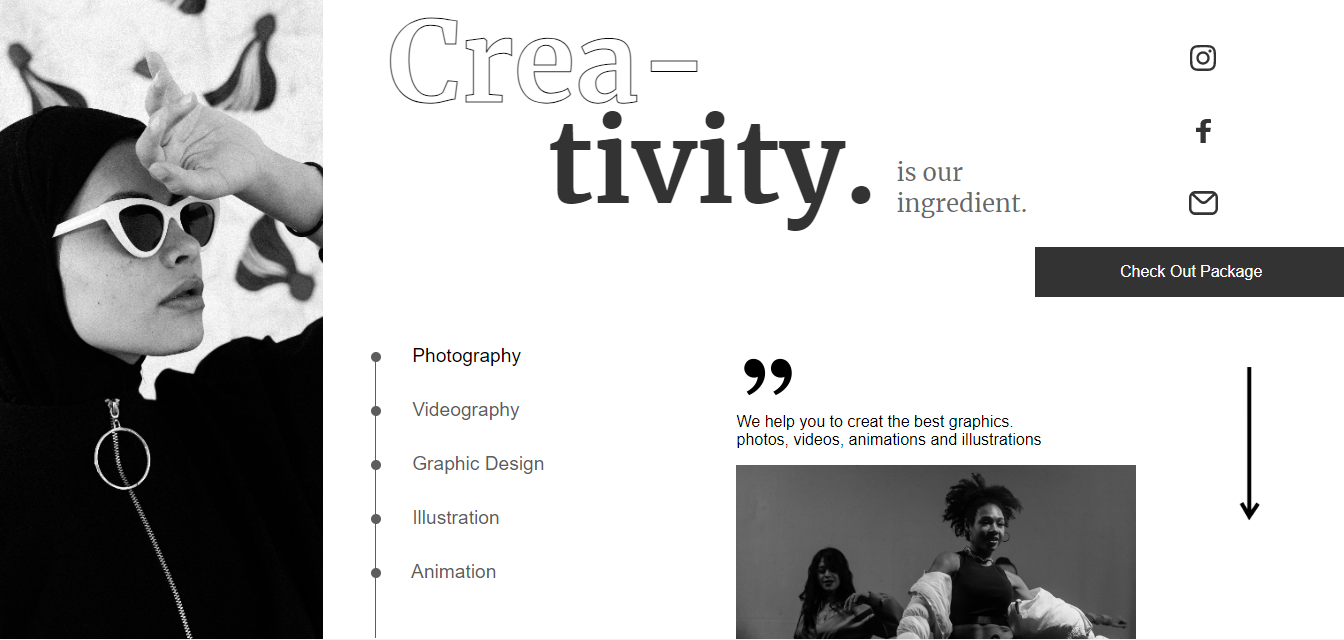 Crea-
tivity.
is our
ingredient.
Check Out Package
Photography
Videography
Graphic Design
Illustration
Animation
”
We help you to creat the best graphics.
photos, videos, animations and illustrations